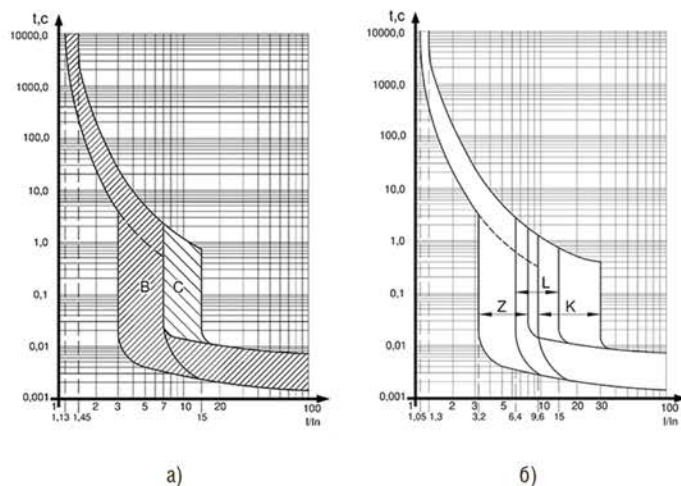 t,c
10000,0
1000,0
100,0
10,0
1,0
0,1
0,01
0,001
B
C
1 2 3 5 7 10 20 100
1,13 1,45 15 I/In
а)
t,c
10000,0
1000,0
100,0
10,0
1,0
0,1
0,01
0,001
L
Z
K
1 2 3 5 10 20 30 100
1,05 1,3 3,2 6,4 9,6 15 I/In
б)